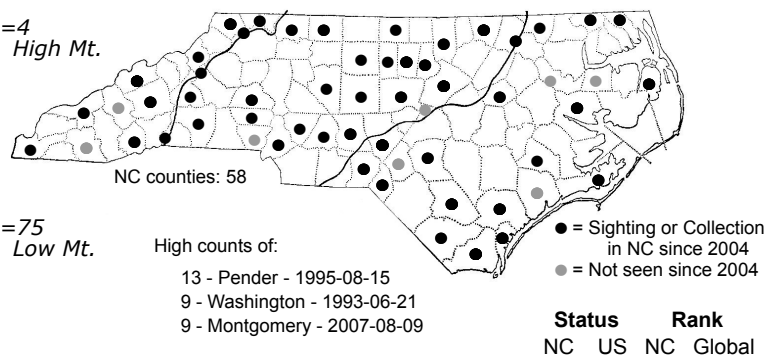 =4
High Mt.
NC counties: 58
=75
Low Mt.
High counts of:
13 - Pender - 1995-08-15
9 - Washington - 1993-06-21
9 - Montgomery - 2007-08-09
● = Sighting or Collection
in NC since 2004
● = Not seen since 2004
Status Rank
NC US NC Global